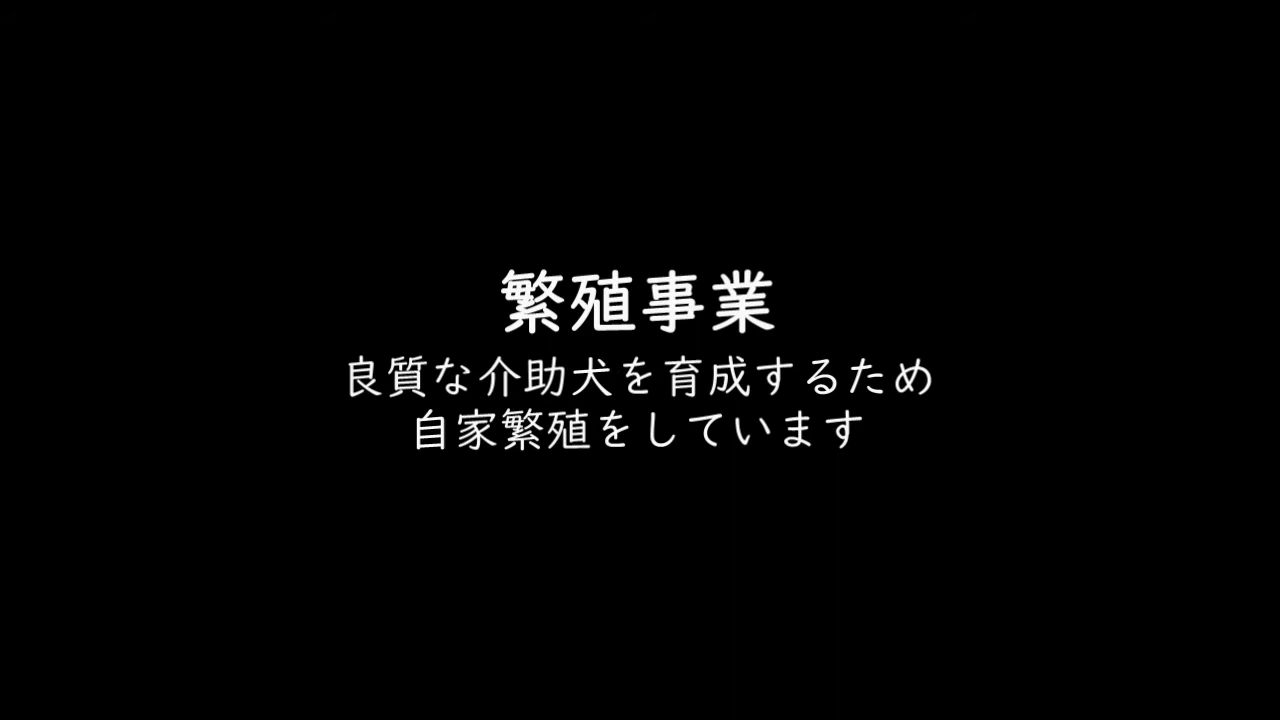 繁殖事業
良質な介助犬を育成するため
自家繁殖をしています